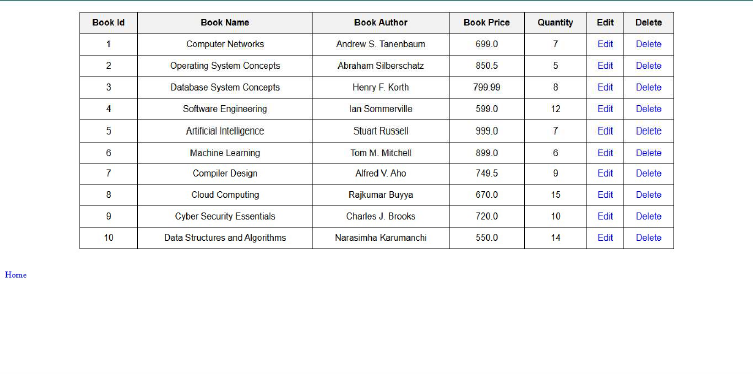 Book Id Book Name Book Author Book Price Quantity Edit Delete
1 Computer Networks Andrew S. Tanenbaum 699.0 7 Edit Delete
2 Operating System Concepts Abraham Silberschatz 850.5 5 Edit Delete
3 Database System Concepts Henry F. Korth 799.99 8 Edit Delete
4 Software Engineering Ian Sommerville 599.0 12 Edit Delete
5 Artificial Intelligence Stuart Russell 999.0 7 Edit Delete
6 Machine Learning Tom M. Mitchell 899.0 6 Edit Delete
7 Compiler Design Alfred V. Aho 749.5 9 Edit Delete
8 Cloud Computing Rajkumar Buyya 670.0 15 Edit Delete
9 Cyber Security Essentials Charles J. Brooks 720.0 10 Edit Delete
10 Data Structures and Algorithms Narasimha Karumanchi 550.0 14 Edit Delete
Home